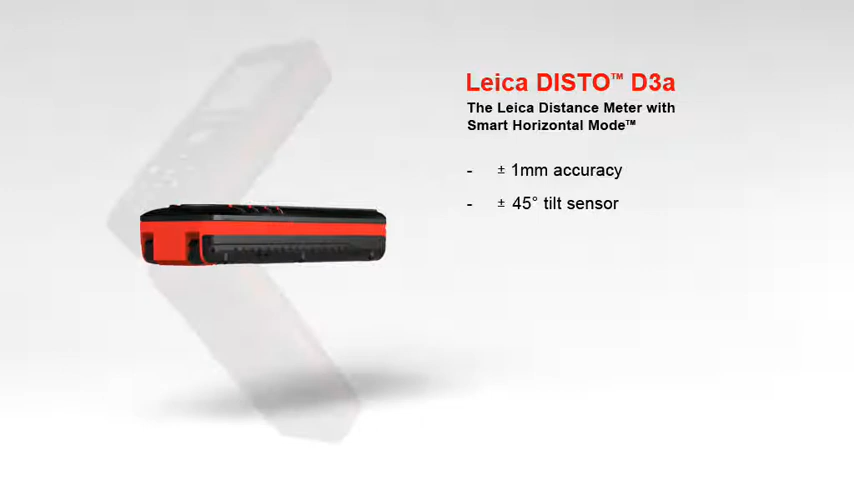 Leica DISTO™ D3a
The Leica Distance Meter with
Smart Horizontal Mode™
- ± 1mm accuracy
- ± 45° tilt sensor